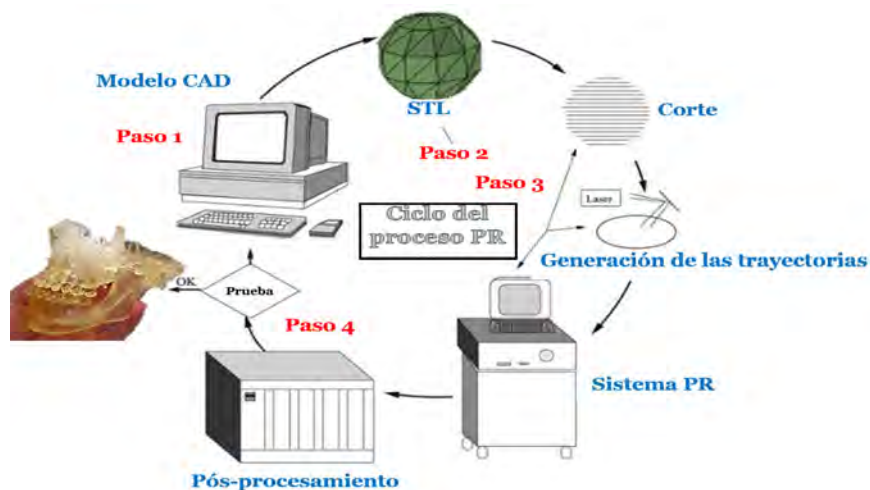 Modelo CAD
Paso 1
STL
Paso 2
Corte
Paso 3
Laser
Ciclo del
proceso PR
Generación de las trayectorias
OK
Prueba
Paso 4
Sistema PR
Pós-procesamiento